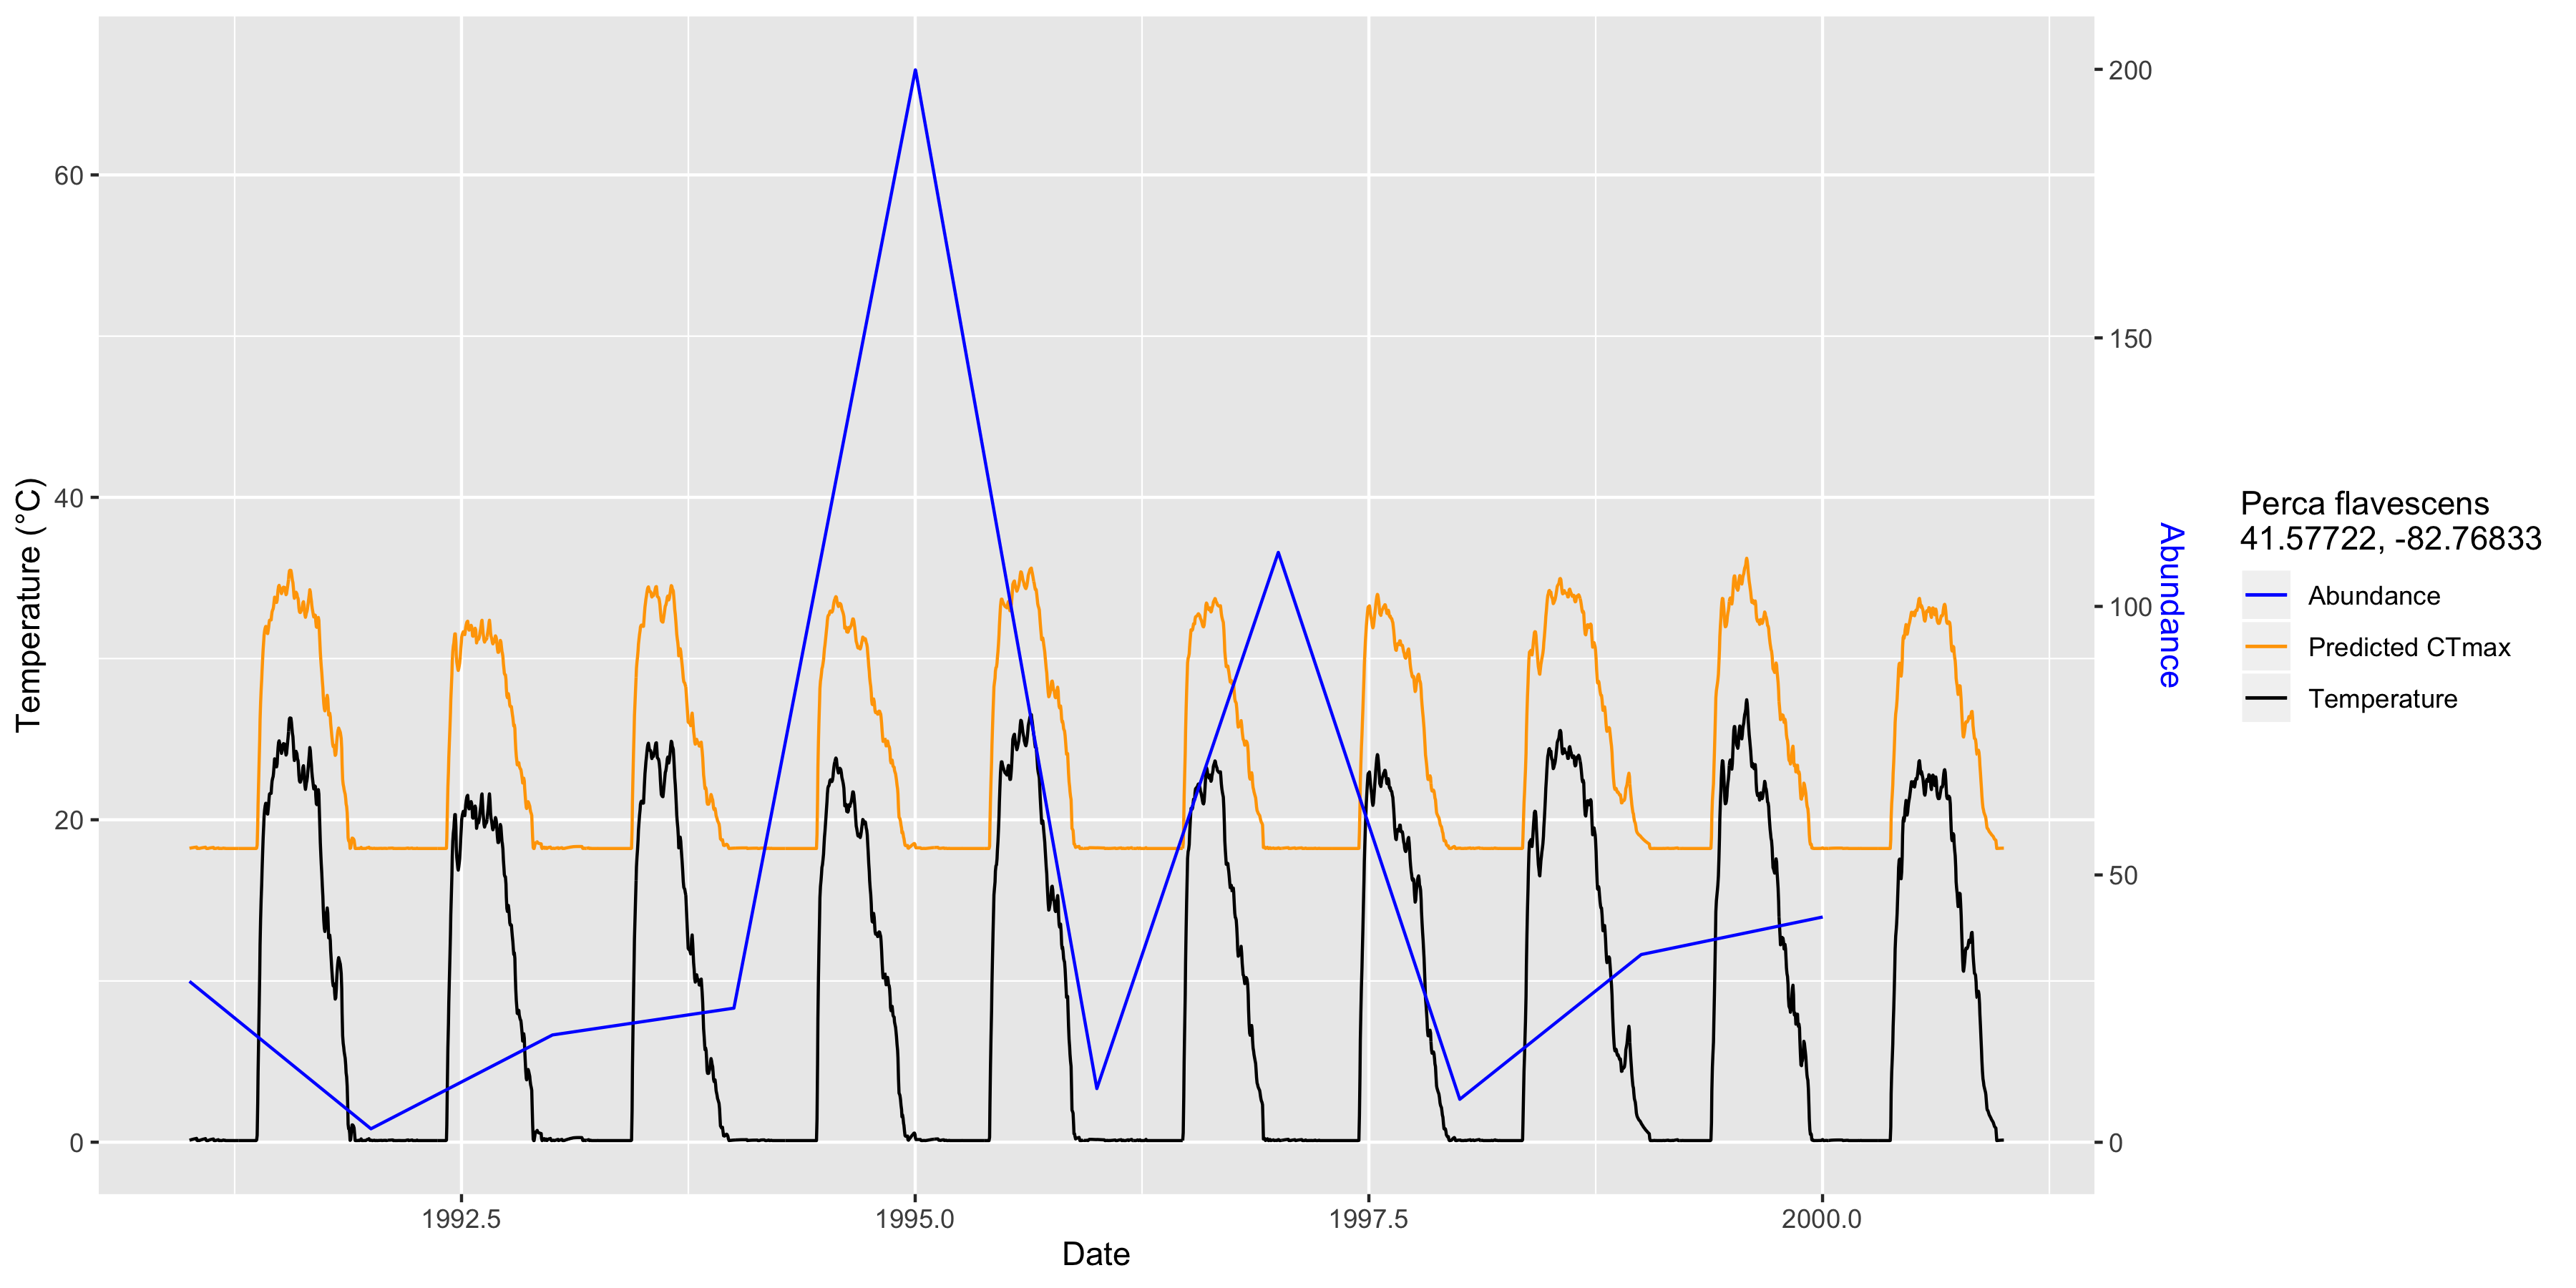 Temperature (°C)
60
40
20
0
200
150
100
50
0
Abundance
1992.5
1995.0
1997.5
2000.0
Date
Perca flavescens
41.57722, -82.76833
Abundance
Predicted CTmax
Temperature